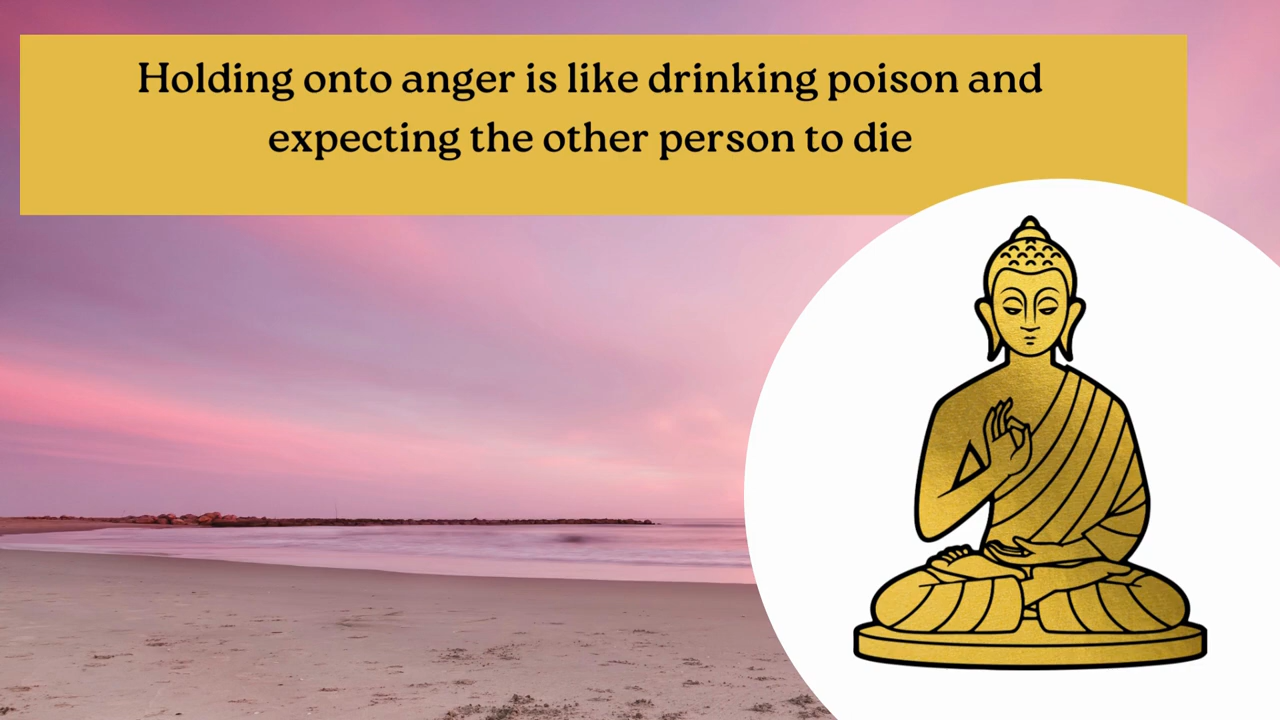 Holding onto anger is like drinking poison and
expecting the other person to die